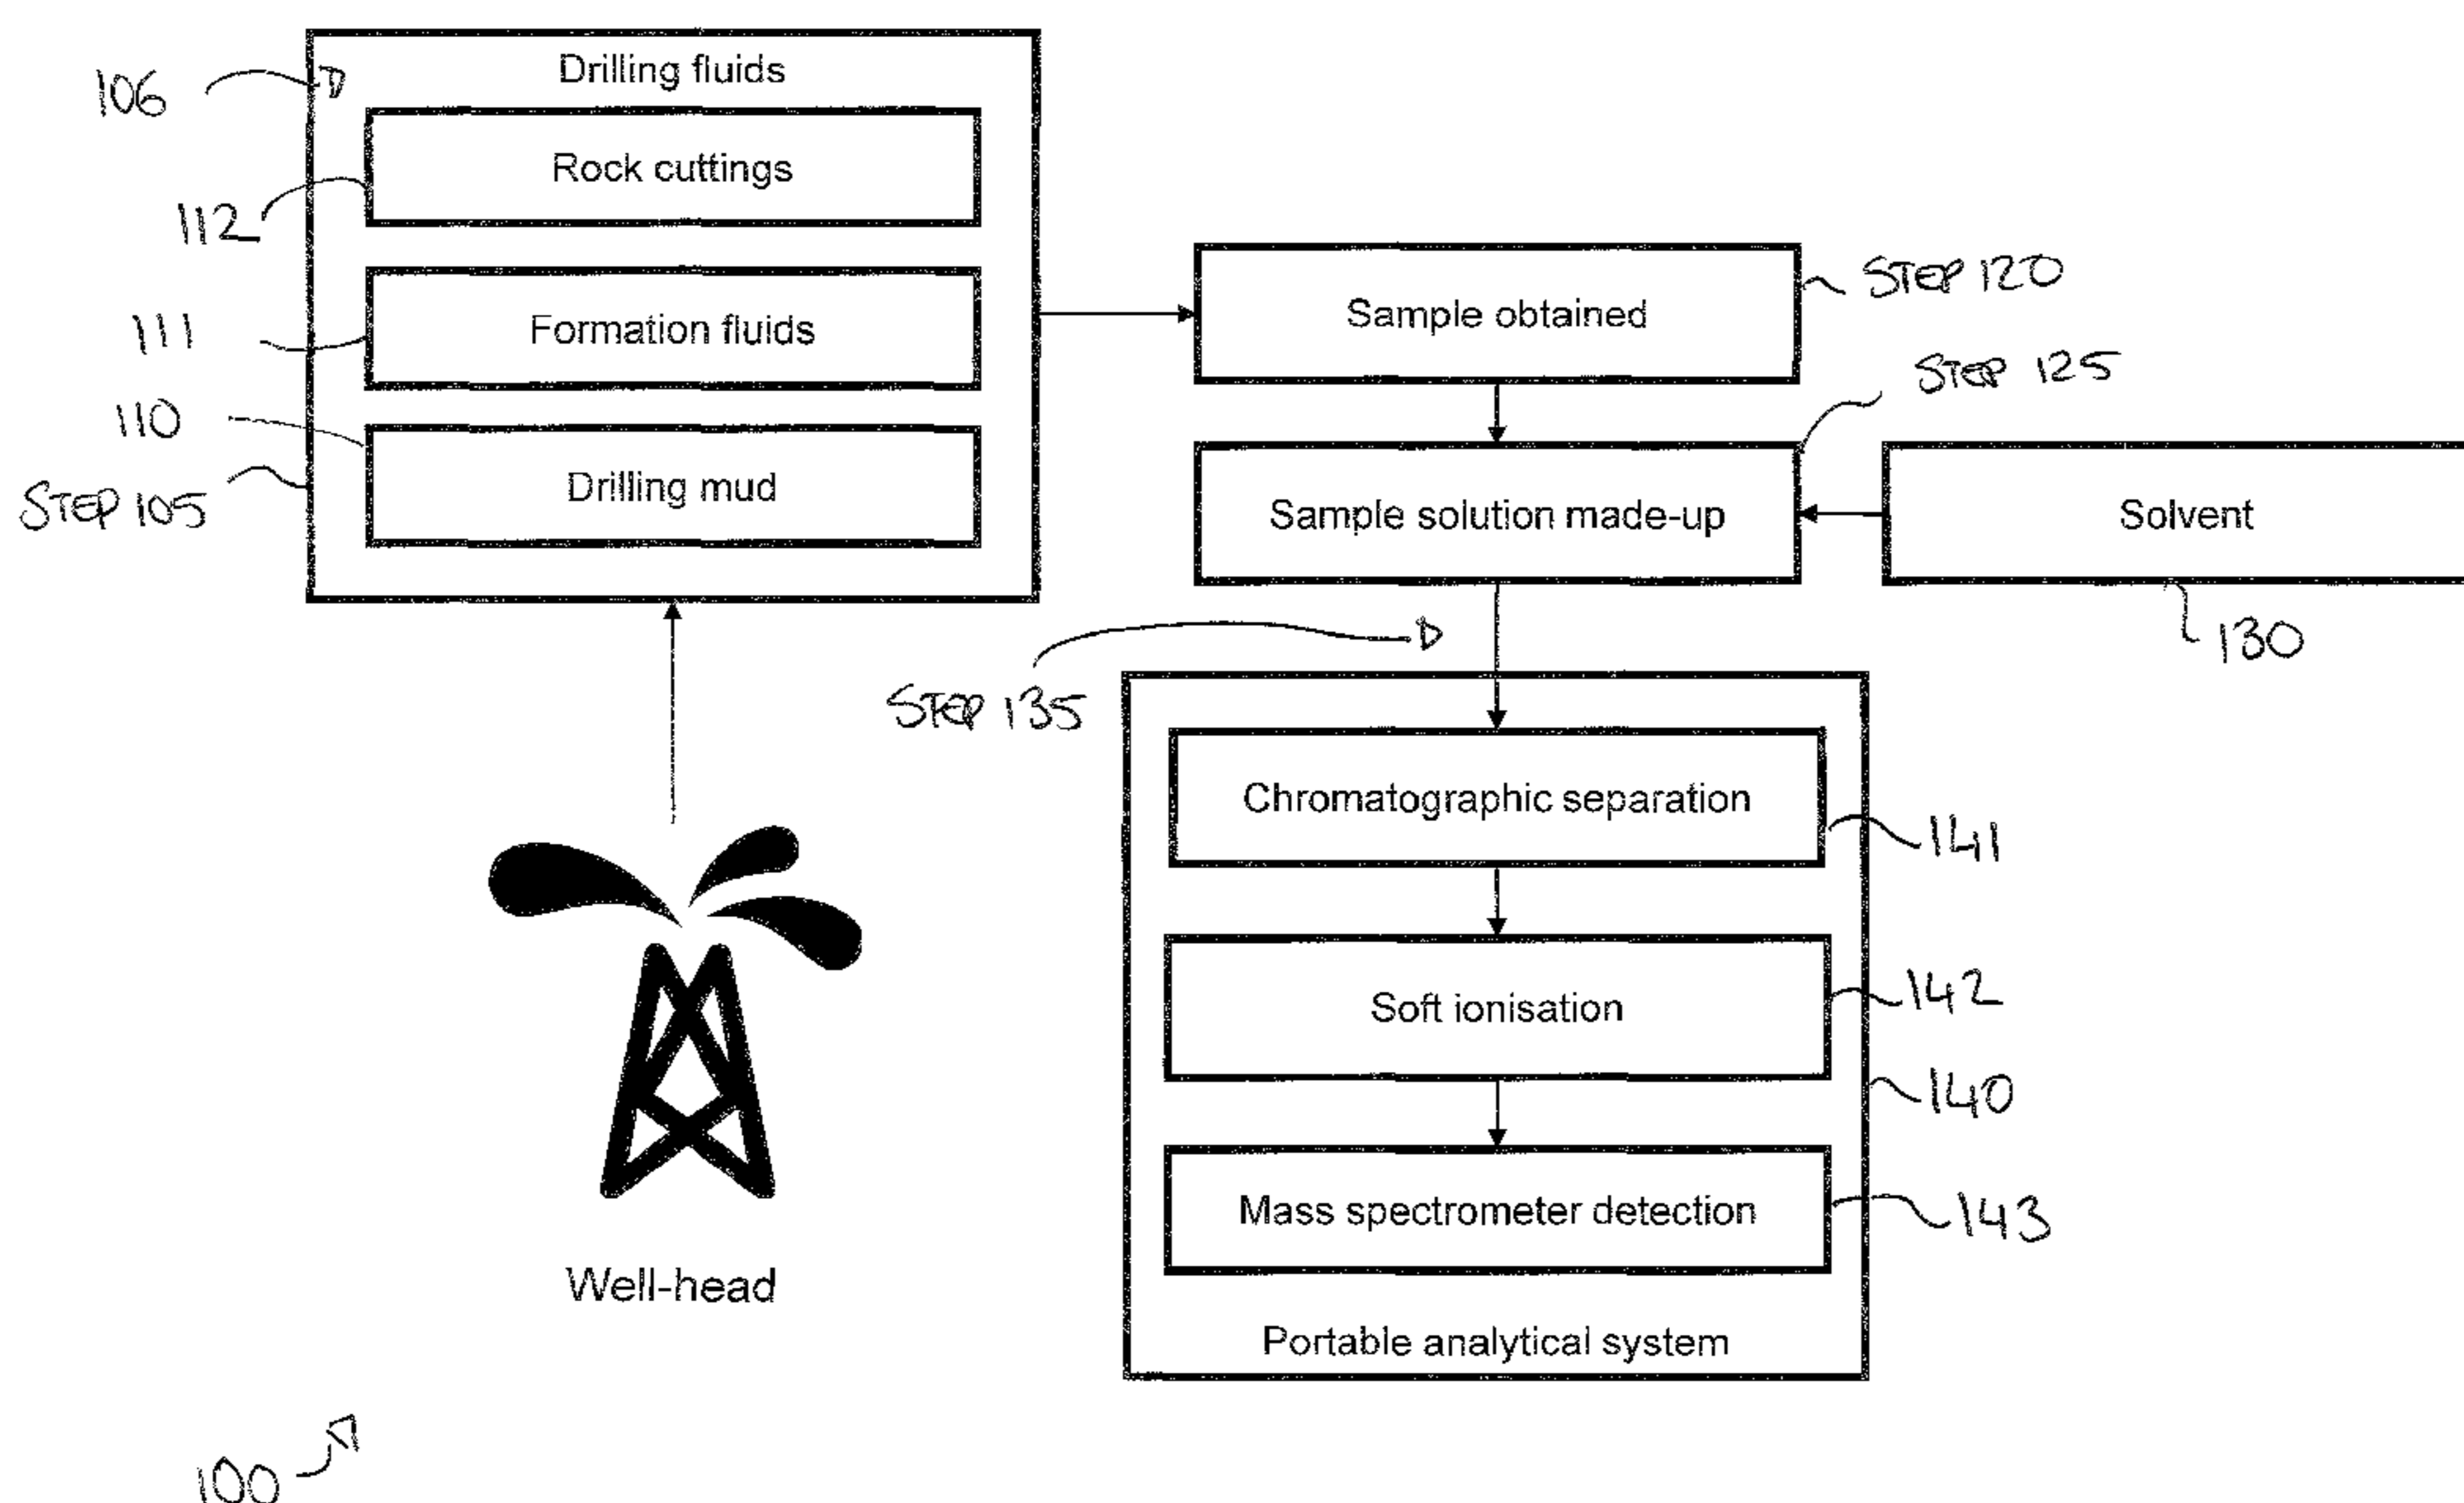 106
Drilling fluids
Rock cuttings
112
Formation fluids
111
110
Drilling mud
STEP 105
Sample obtained
STEP 120
STEP 125
Sample solution made-up
Solvent
130
STEP 135
Chromatographic separation
141
Soft ionisation
142
140
Mass spectrometer detection
143
Portable analytical system
Well-head
100